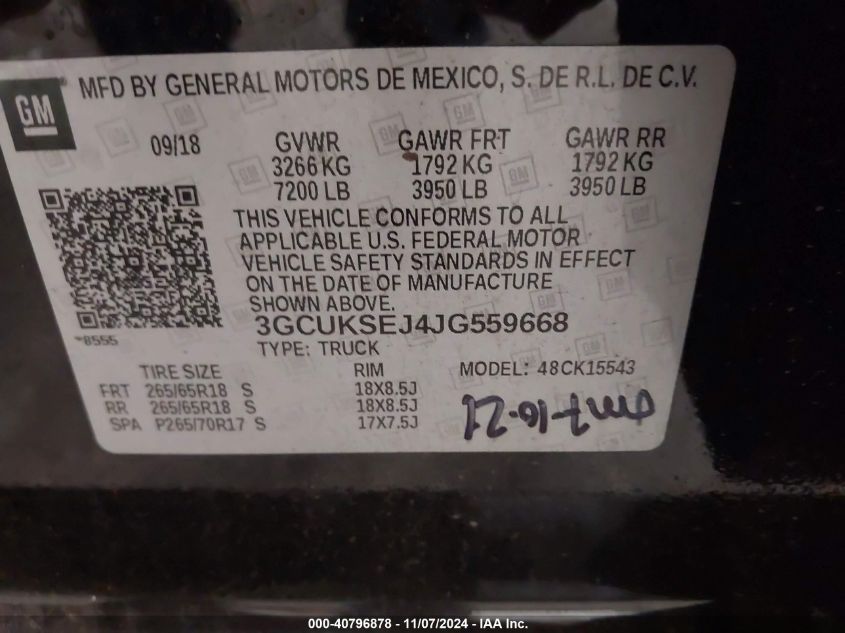 GM
MFD BY GENERAL MOTORS DE MEXICO, S. DE R.L. DE C.V.
09/18 GVWR GAWR FRT GAWR RR
3266 KG 1792 KG 1792 KG
7200 LB 3950 LB 3950 LB
THIS VEHICLE CONFORMS TO ALL
APPLICABLE U.S. FEDERAL MOTOR
VEHICLE SAFETY STANDARDS IN EFFECT
ON THE DATE OF MANUFACTURE
SHOWN ABOVE.
*8555
3GCUKSEJ4JG559668
TYPE: TRUCK
TIRE SIZE RIM MODEL: 48CK15543
FRT 265/65R18 S 18X8.5J
RR 265/65R18 S 18X8.5J
SPA P265/70R17 S 17X7.5J
000-40796878 - 11/07/2024 - IAA Inc.